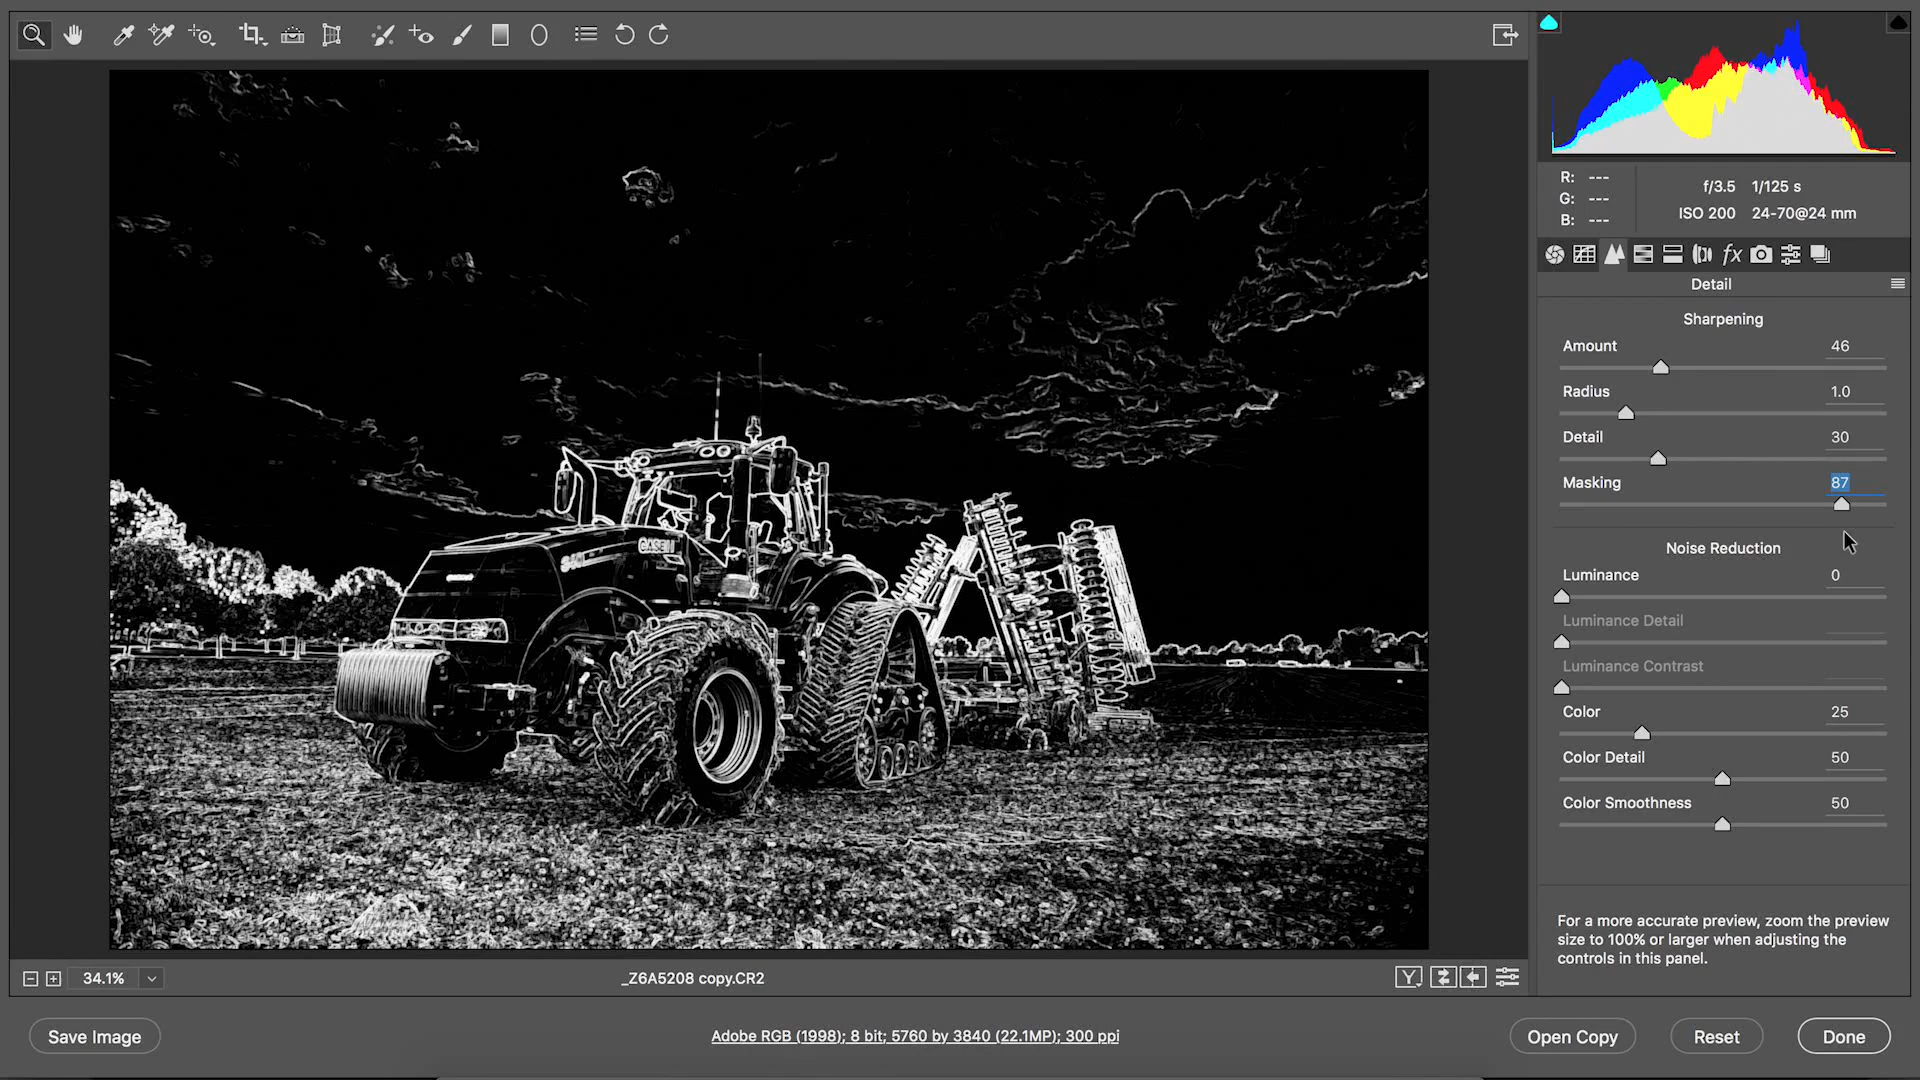 R: ---
G: ---
B: ---
f/3.5 1/125 s
ISO 200 24-70@24 mm
fx
Detail
Sharpening
Amount 46
Radius 1.0
Detail 30
Masking 87
Noise Reduction
Luminance 0
Luminance Detail
Luminance Contrast
Color 25
Color Detail 50
Color Smoothness 50
For a more accurate preview, zoom the preview
size to 100% or larger when adjusting the
controls in this panel.
CASE IH
34.1%
_Z6A5208 copy.CR2
Y
Save Image
Adobe RGB (1998); 8 bit; 5760 by 3840 (22.1MP); 300 ppi
Open Copy
Reset
Done